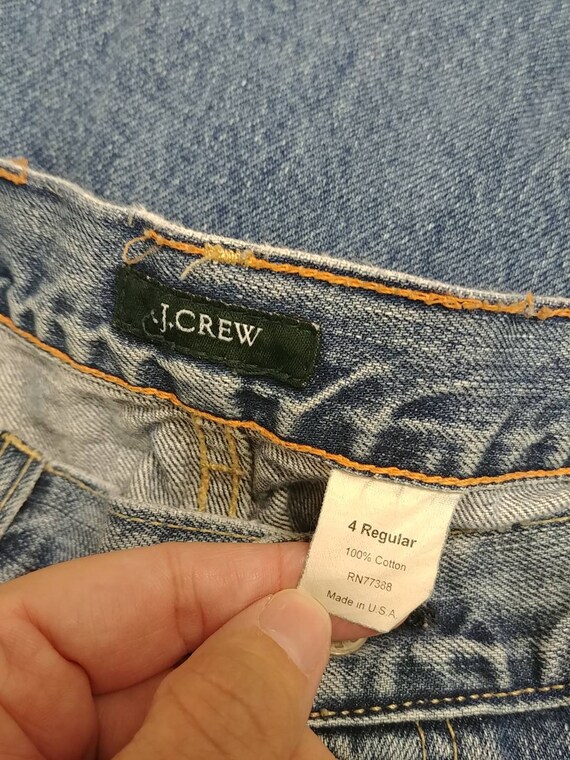 J.CREW
4 Regular
100% Cotton
RN77388
Made in U.S.A